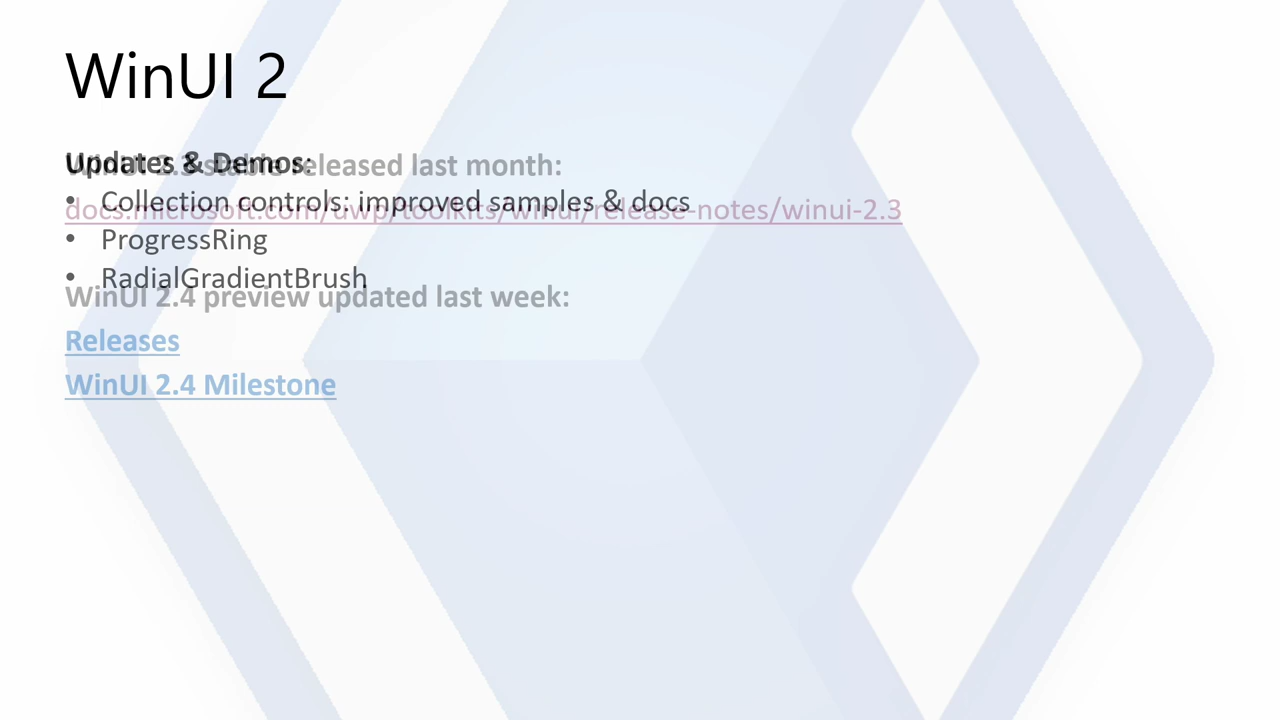 WinUI 2
Updates & Demos:
• Collection controls: improved samples & docs
• ProgressRing
• RadialGradientBrush
WinUI 2.3 stable released last month:
docs.microsoft.com/uwp/toolkits/winui/release-notes/winui-2.3
WinUI 2.4 preview updated last week:
Releases
WinUI 2.4 Milestone